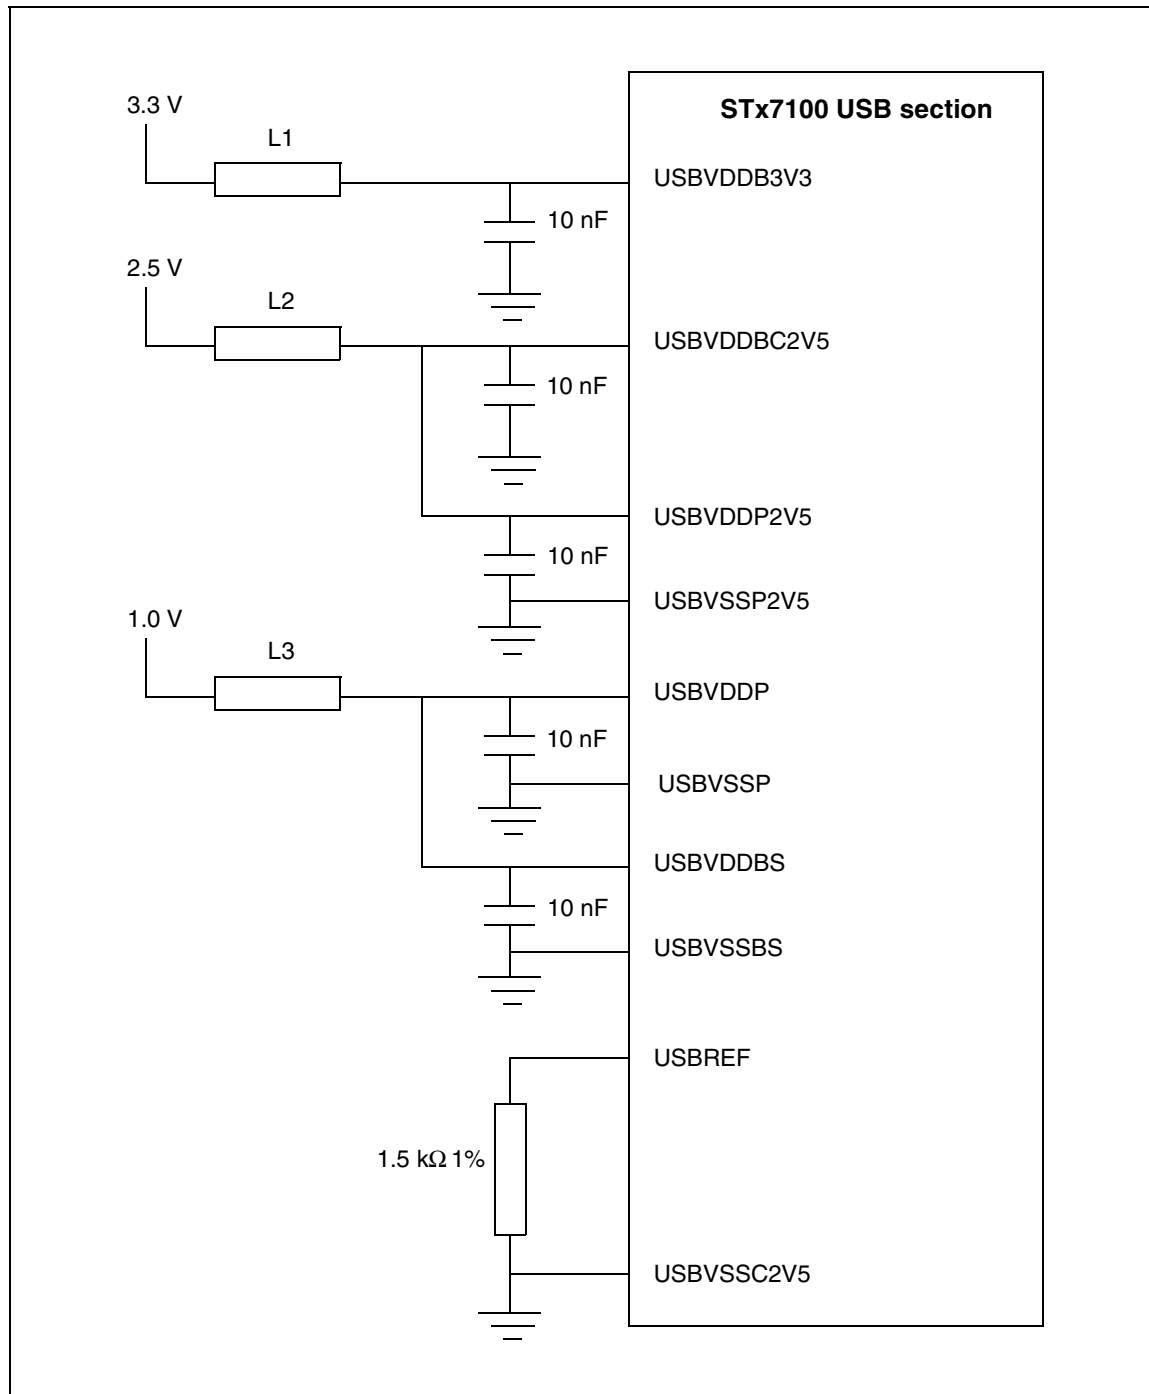 STx7100 USB section
3.3 V
L1
USBVDDB3V3
10 nF
2.5 V
L2
USBVDDBC2V5
10 nF
USBVDDP2V5
10 nF
USBVSSP2V5
1.0 V
L3
USBVDDP
10 nF
USBVSSP
USBVDDBS
10 nF
USBVSSBS
USBREF
1.5 kΩ 1%
USBVSSC2V5